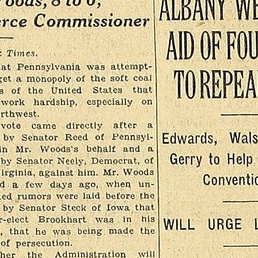 Woods, 8 to 6,
erce Commissioner
Times.
at Pennsylvania was attempt-
get a monopoly of the soft coal
s of the United States that
work hardship, especially on
rthwest.
vote came directly after a
by Senator Reed of Pennsyl-
in Mr. Woods's behalf and a
by Senator Neely, Democrat, of
irginia, against him. Mr. Woods
d a few days ago, when un-
ted rumors were laid before the
by Senator Steck of Iowa that
r-elect Brookhart was in his
, that he was being made the
of persecution.
her the Administration will
ALBANY WE
AID OF FOU
TO REPEA
Edwards, Wals
Gerry to Help
Conventio
WILL URGE L